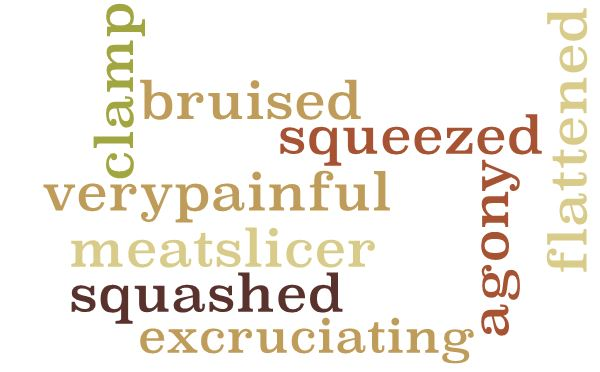 clamp
bruised
flattened
squeezed
verypainful
agony
meatslicer
squashed
excruciating